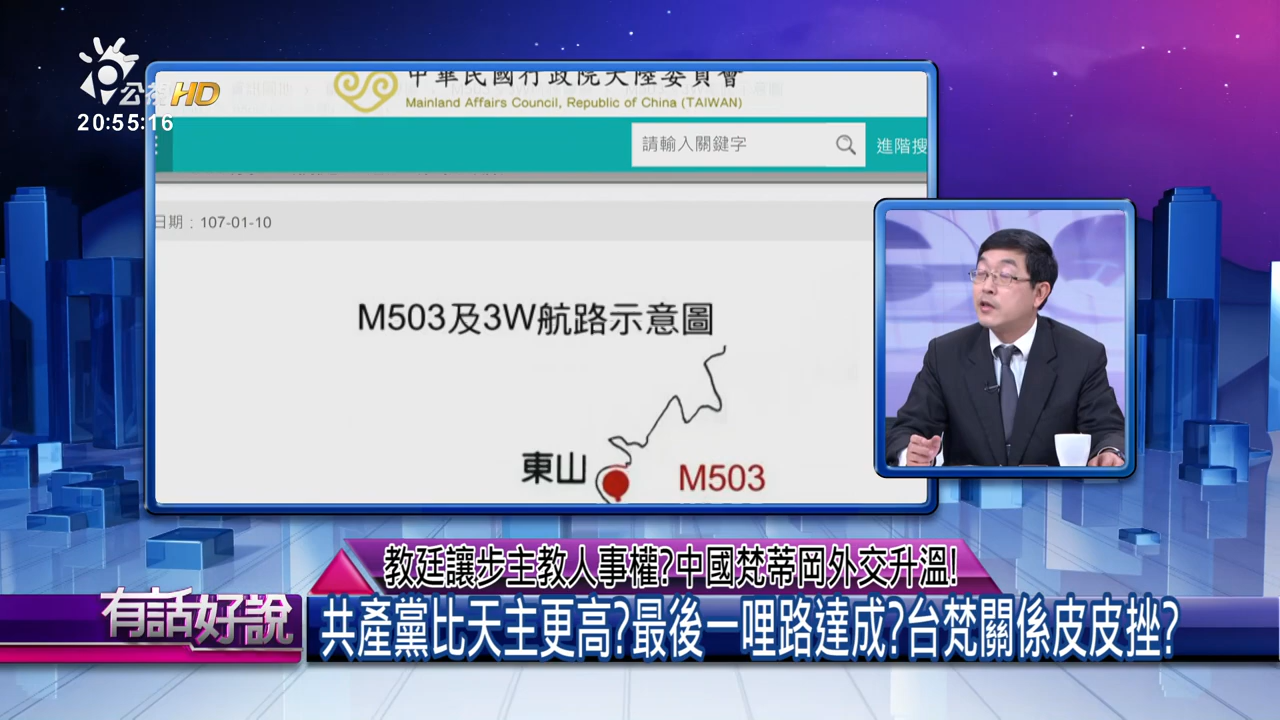 公視HD
20:55:16
中華民國行政院大陸委員會
Mainland Affairs Council, Republic of China (TAIWAN)
請輸入關鍵字
進階搜
日期：107-01-10
M503及3W航路示意圖
東山
M503
教廷讓步主教人事權?中國梵蒂岡外交升溫!
有話好說
共產黨比天主更高?最後一哩路達成?台梵關係皮皮挫?